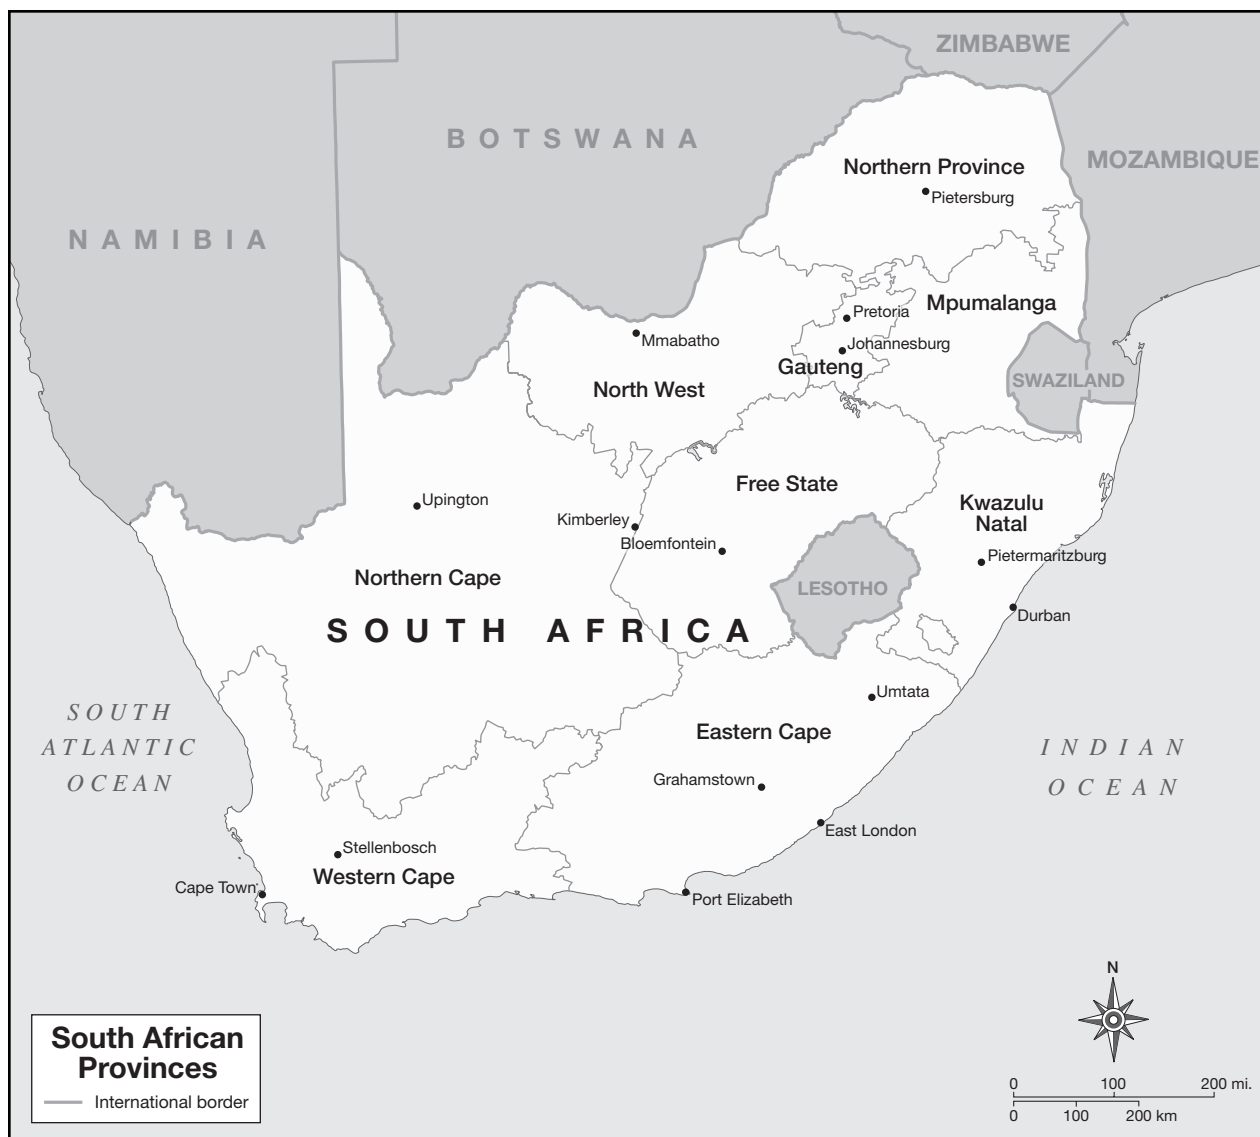 ZIMBABWE
BOTSWANA
MOZAMBIQUE
Northern Province
Pietersburg
NAMIBIA
Mpumalanga
Pretoria
Mmabatho
Johannesburg
Gauteng
SWAZILAND
North West
Free State
Upington
Kwazulu
Natal
Kimberley
Bloemfontein
Pietermaritzburg
Northern Cape
LESOTHO
Durban
SOUTH AFRICA
Umtata
SOUTH
ATLANTIC
OCEAN
Eastern Cape
INDIAN
OCEAN
Grahamstown
East London
Stellenbosch
Western Cape
Cape Town
Port Elizabeth
N
South African
Provinces
International border
0 100 200 mi.
0 100 200 km